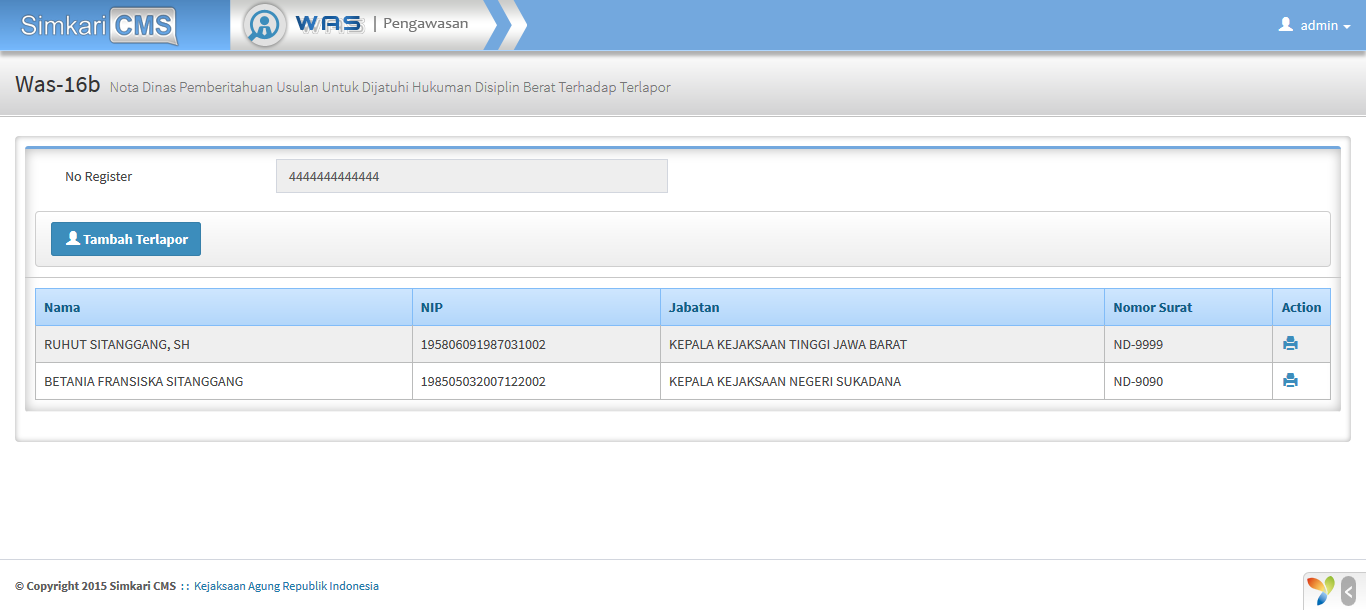 Simkari CMS
WAS | Pengawasan
admin
Was-16b Nota Dinas Pemberitahuan Usulan Untuk Dijatuhi Hukuman Disiplin Berat Terhadap Terlapor
No Register 4444444444444
Tambah Terlapor
Nama NIP Jabatan Nomor Surat Action
RUHUT SITANGGANG, SH 195806091987031002 KEPALA KEJAKSAAN TINGGI JAWA BARAT ND-9999
BETANIA FRANSISKA SITANGGANG 198505032007122002 KEPALA KEJAKSAAN NEGERI SUKADANA ND-9090
© Copyright 2015 Simkari CMS :: Kejaksaan Agung Republik Indonesia